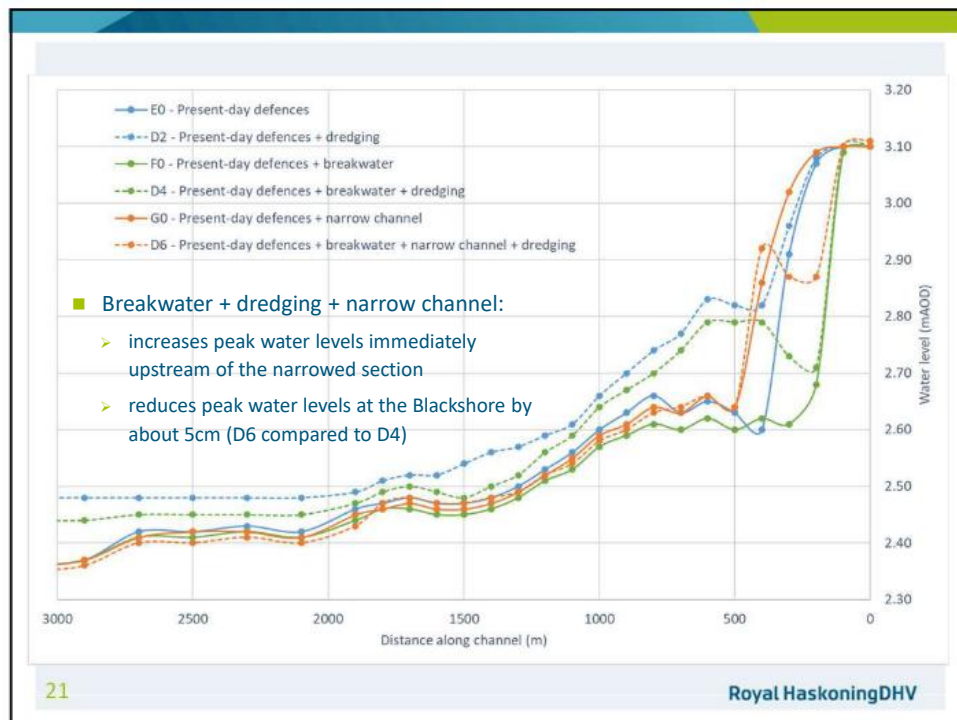 E0 - Present-day defences
D2 - Present-day defences + dredging
F0 - Present-day defences + breakwater
D4 - Present-day defences + breakwater + dredging
G0 - Present-day defences + narrow channel
D6 - Present-day defences + breakwater + narrow channel + dredging
Breakwater + dredging + narrow channel:
increases peak water levels immediately
upstream of the narrowed section
reduces peak water levels at the Blackshore by
about 5cm (D6 compared to D4)
3.20
3.10
3.00
2.90
2.80
2.70
2.60
2.50
2.40
2.30
Water level (mAOD)
3000
2500
2000
1500
1000
500
0
Distance along channel (m)
21
Royal HaskoningDHV